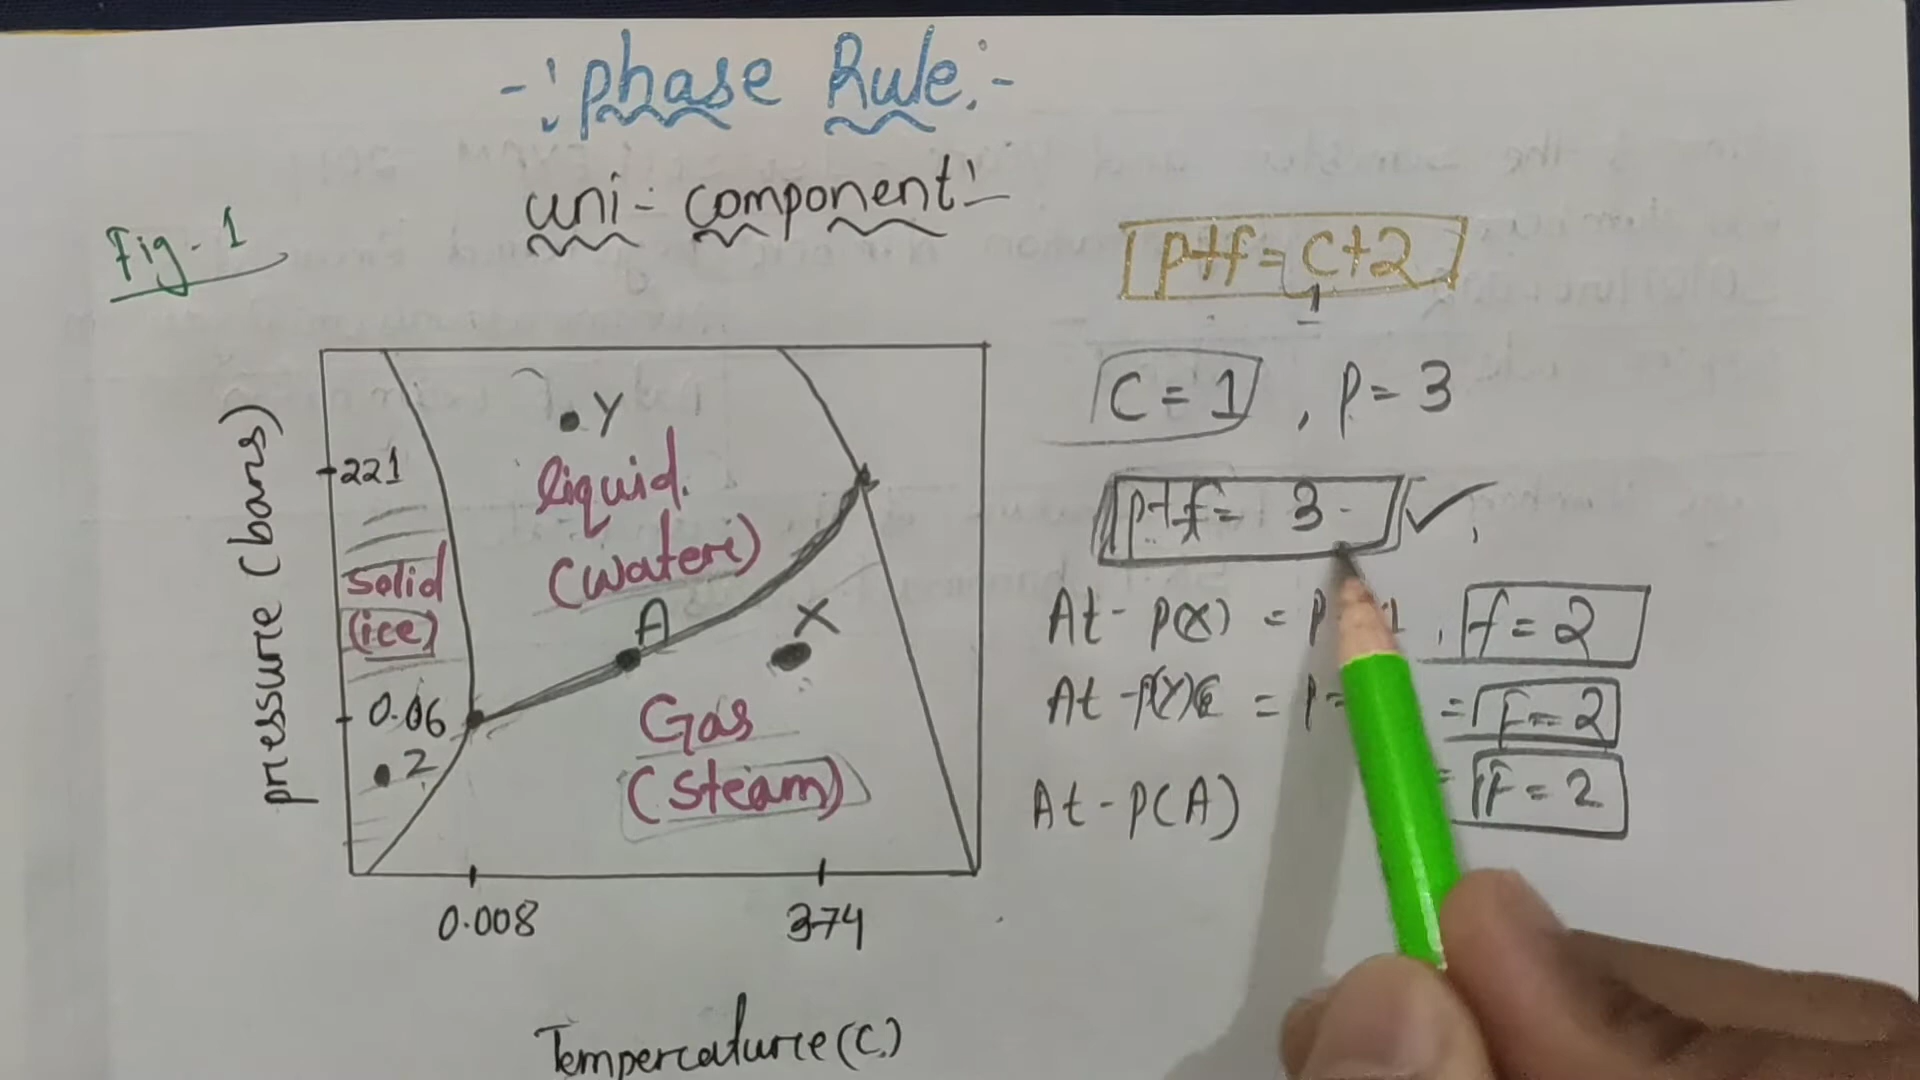 -: phase Rule :-
uni- component :-
Fig-1
p+f = C+2
1
C = 1 , p = 3
p+f = 3
pressure (bars)
221
Solid
(ice)
0.06
• Z
• Y
liquid.
(Water)
A
X
Gas
(Steam)
0.008
374
Temperature (C)
At - p(X) = p 1 , f = 2
At - p(Y) = p = = F = 2
At - p(A) = F = 2